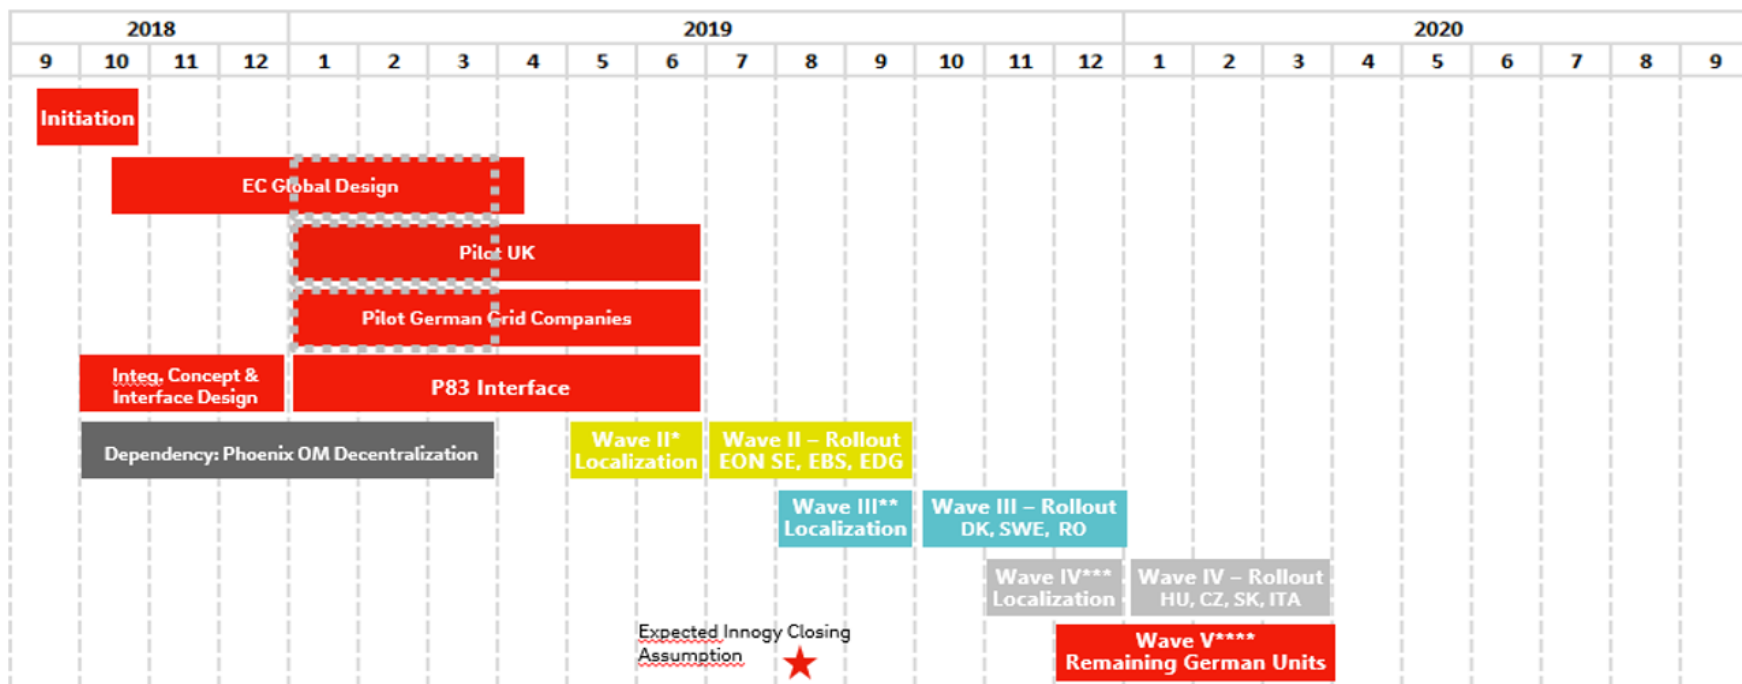 2018 2019 2020
9 10 11 12 1 2 3 4 5 6 7 8 9 10 11 12 1 2 3 4 5 6 7 8 9
Initiation
EC Global Design
Pilot UK
Pilot German Grid Companies
Integ. Concept &
Interface Design
P83 Interface
Dependency: Phoenix OM Decentralization
Wave II*
Localization
Wave II – Rollout
EON SE, EBS, EDG
Wave III**
Localization
Wave III – Rollout
DK, SWE, RO
Wave IV***
Localization
Wave IV – Rollout
HU, CZ, SK, ITA
Expected Innogy Closing
Assumption
Wave V****
Remaining German Units